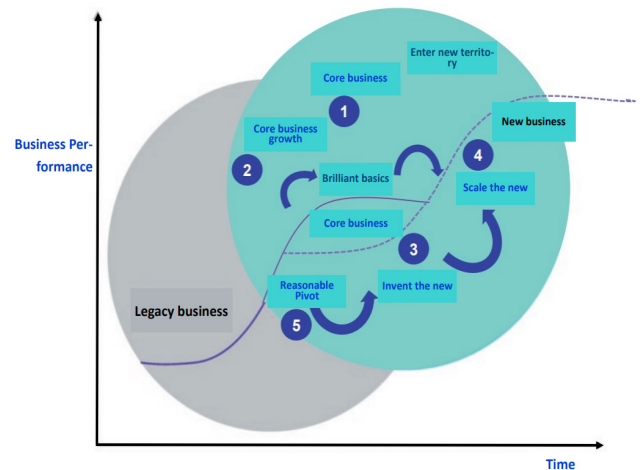 Enter new territo-
ry
Core business
1
New business
Core business
growth
Business Per-
formance
4
2
Brilliant basics
Scale the new
Core business
3
Reasonable
Pivot
Invent the new
Legacy business
5
Time